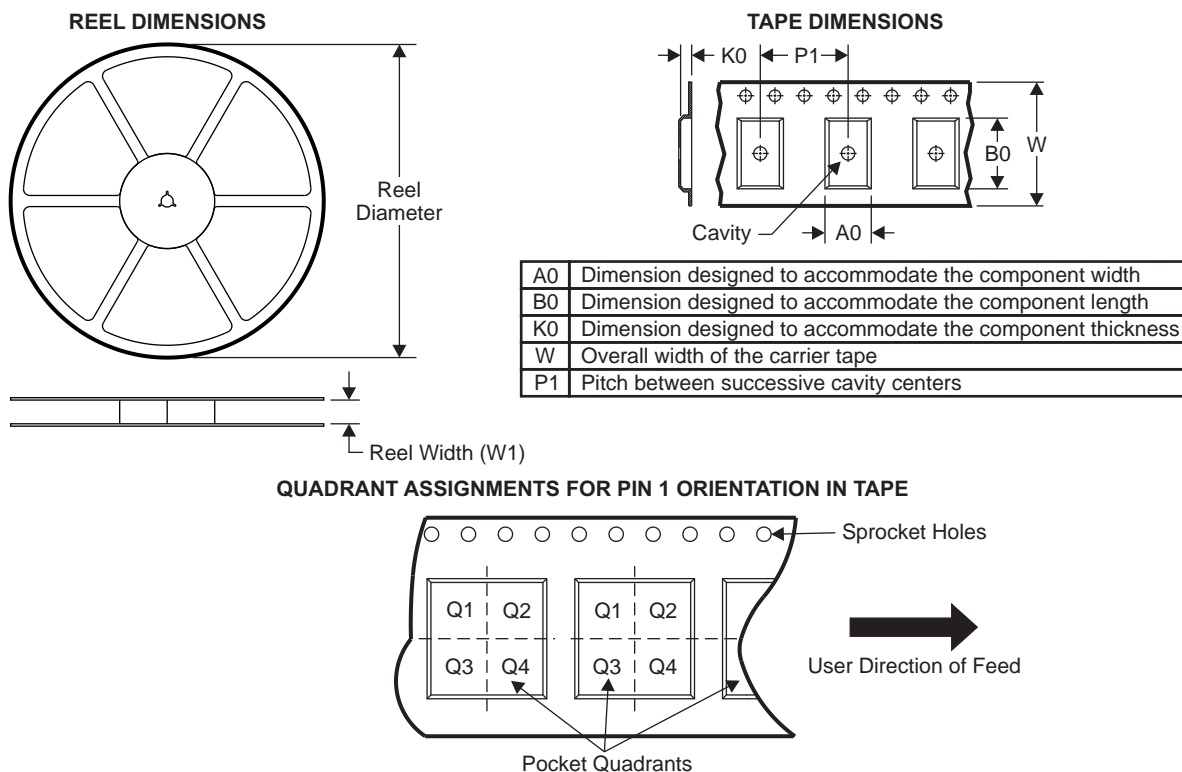 REEL DIMENSIONS
Reel
Diameter
Reel Width (W1)
TAPE DIMENSIONS
K0 P1
B0 W
Cavity A0
A0 Dimension designed to accommodate the component width
B0 Dimension designed to accommodate the component length
K0 Dimension designed to accommodate the component thickness
W Overall width of the carrier tape
P1 Pitch between successive cavity centers
QUADRANT ASSIGNMENTS FOR PIN 1 ORIENTATION IN TAPE
Sprocket Holes
Q1 Q2 Q1 Q2
Q3 Q4 Q3 Q4
User Direction of Feed
Pocket Quadrants